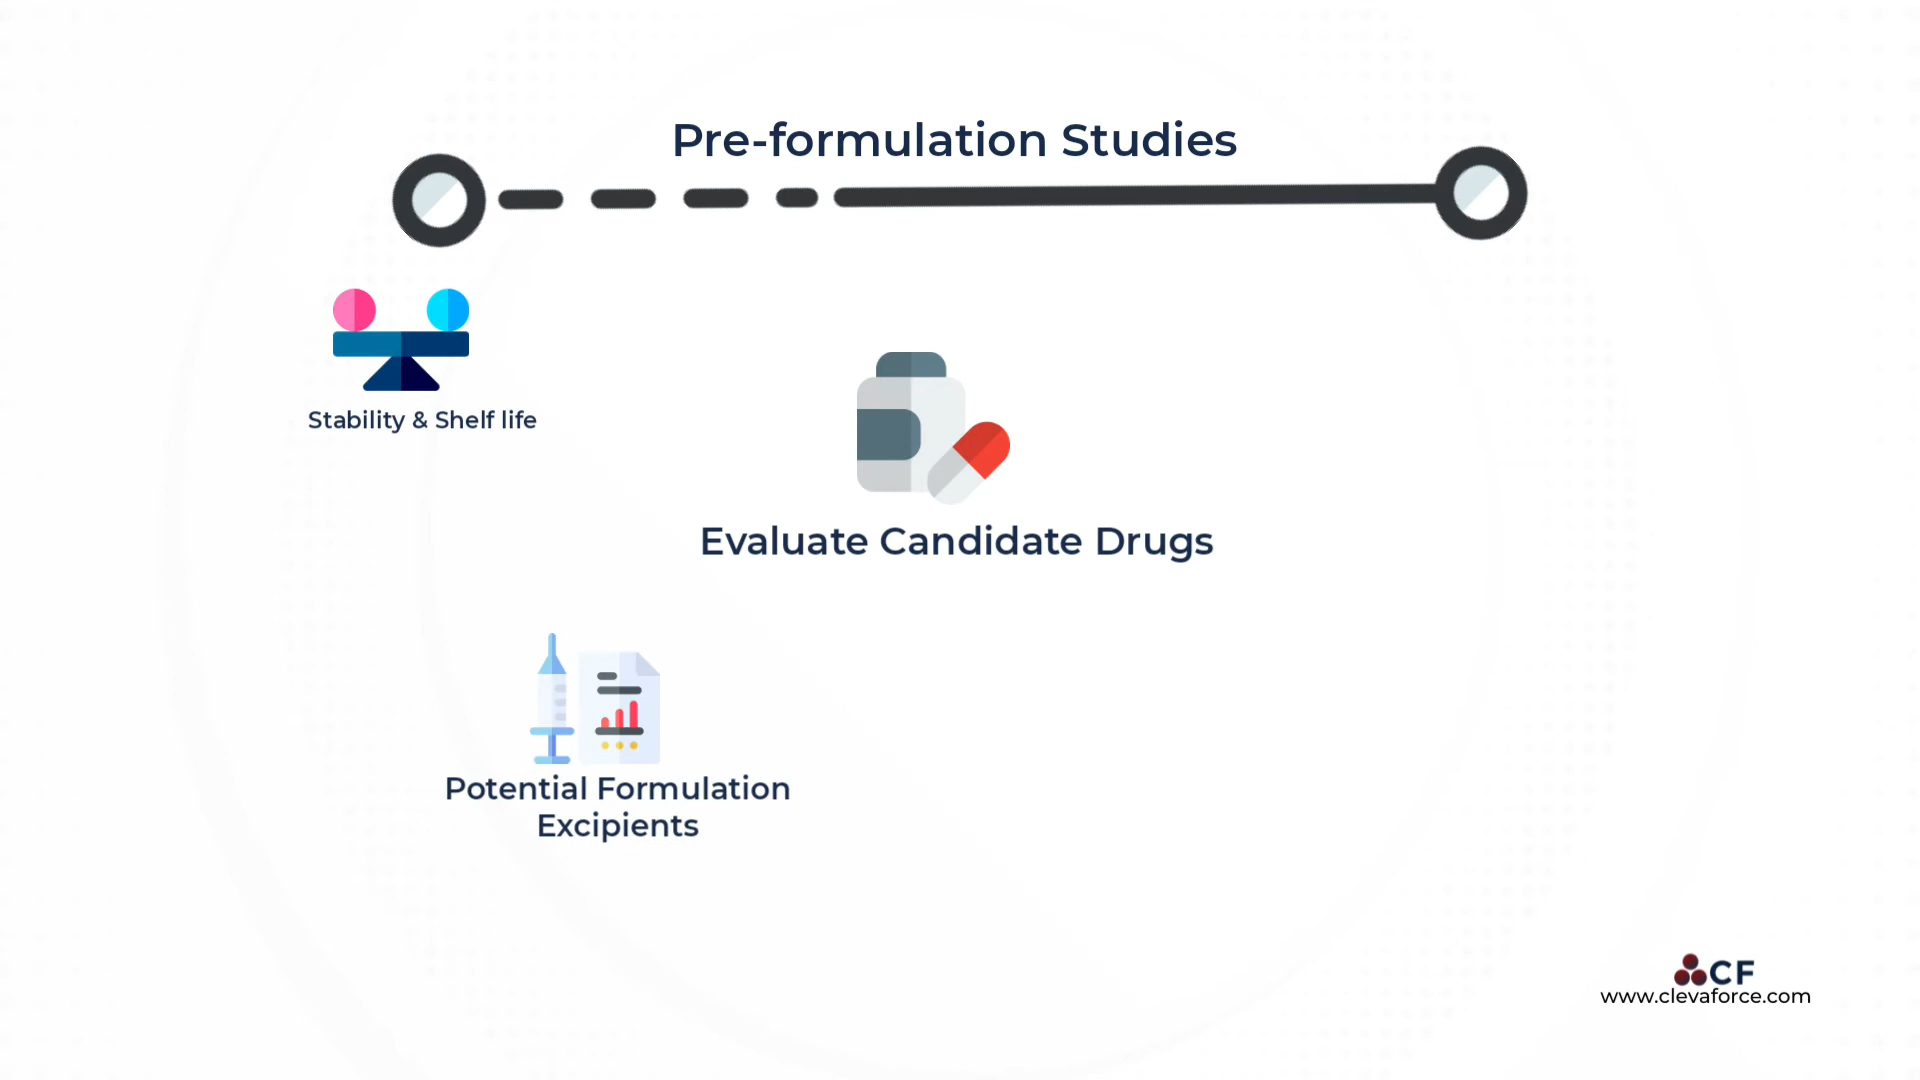 Pre-formulation Studies
Stability & Shelf life
Evaluate Candidate Drugs
Potential Formulation
Excipients
CF
www.clevaforce.com